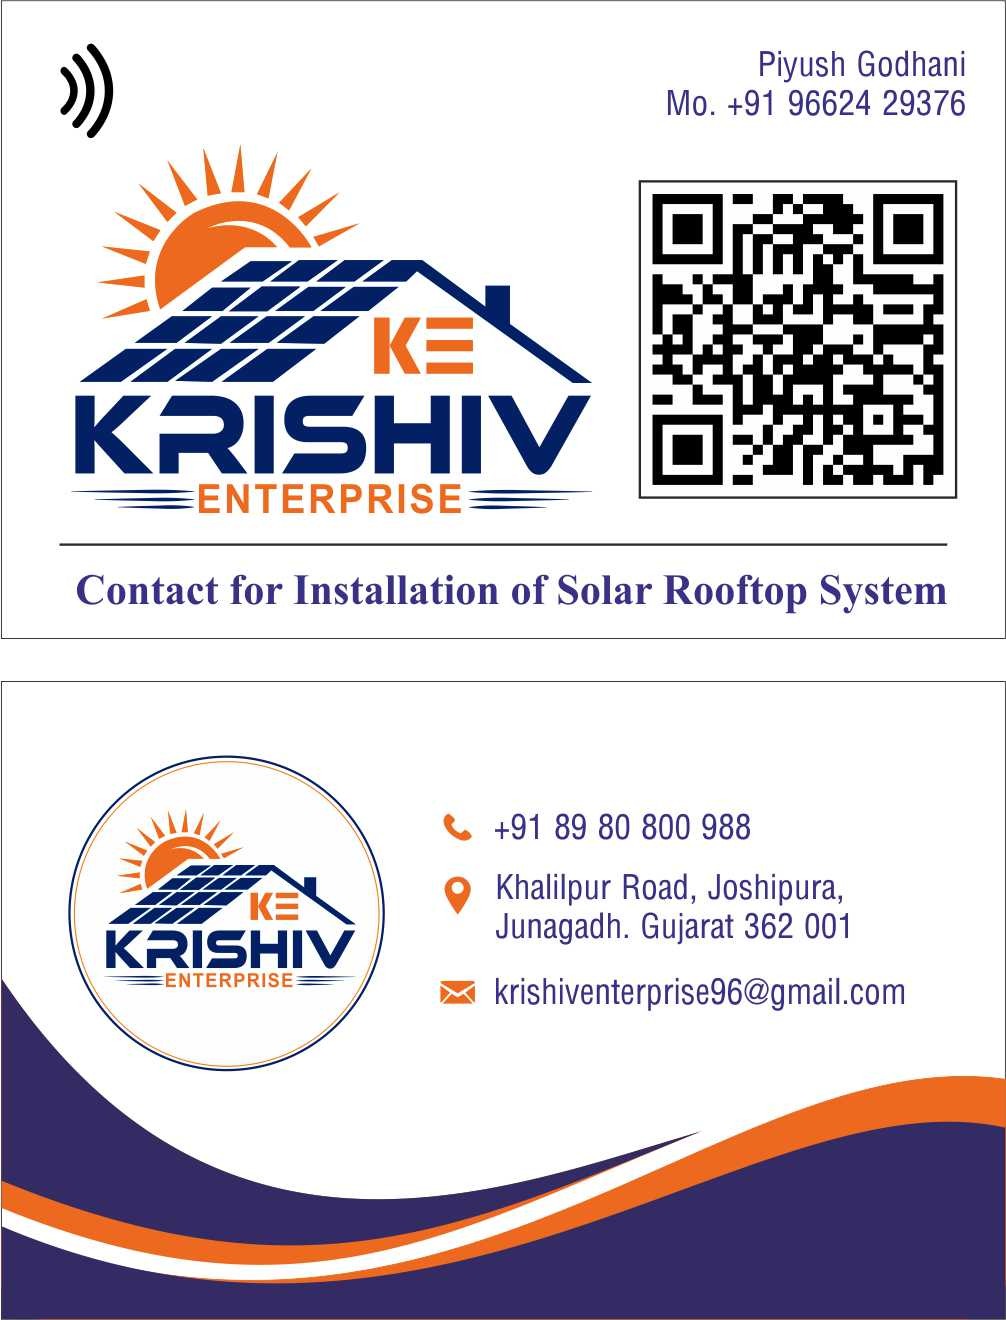 Piyush Godhani
Mo. +91 96624 29376
KE
KRISHIV
ENTERPRISE
Contact for Installation of Solar Rooftop System
+91 89 80 800 988
Khalilpur Road, Joshipura,
Junagadh. Gujarat 362 001
KE
KRISHIV
ENTERPRISE
krishiventerprise96@gmail.com